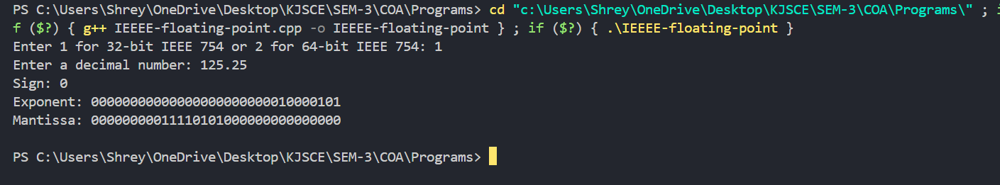 PS C:\Users\Shrey\OneDrive\Desktop\KJSCE\SEM-3\COA\Programs> cd "c:\Users\Shrey\OneDrive\Desktop\KJSCE\SEM-3\COA\Programs\" ; i
f ($?) { g++ IEEEE-floating-point.cpp -o IEEEE-floating-point } ; if ($?) { .\IEEEE-floating-point }
Enter 1 for 32-bit IEEE 754 or 2 for 64-bit IEEE 754: 1
Enter a decimal number: 125.25
Sign: 0
Exponent: 00000000000000000000000010000101
Mantissa: 00000000011110101000000000000000
PS C:\Users\Shrey\OneDrive\Desktop\KJSCE\SEM-3\COA\Programs>